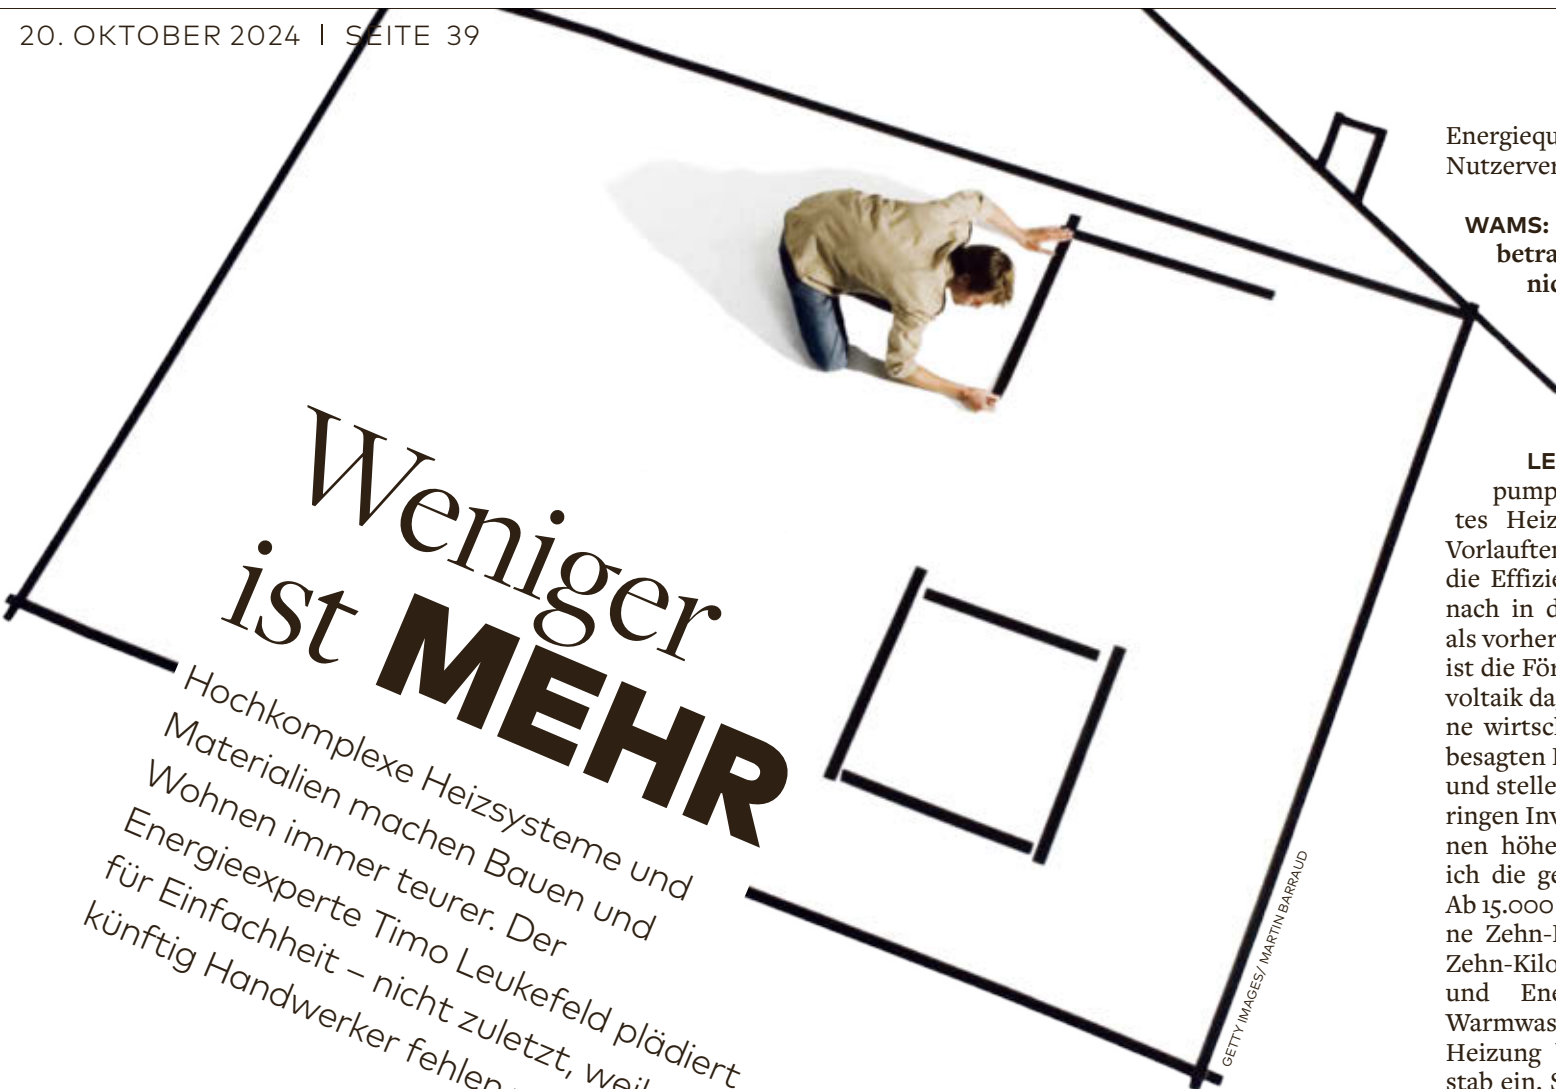 20. OKTOBER 2024 | SEITE 39
Weniger
ist MEHR
Hochkomplexe Heizsysteme und
Materialien machen Bauen und
Wohnen immer teurer. Der
Energieexperte Timo Leukefeld plädiert
für Einfachheit – nicht zuletzt, weil
künftig Handwerker fehlen
GETTY IMAGES/ MARTIN BARRAUD
Energiequ
Nutzerver
WAMS:
betra
nic
LE
pump
tes Heiz
Vorlaufte
die Effizie
nach in d
als vorher
ist die För
voltaik da
ne wirtsch
besagten
und stelle
ringen Inv
nen höhe
ich die ge
Ab 15.000
ne Zehn-
Zehn-Kilo
und Ene
Warmwas
Heizung
stab ein. S